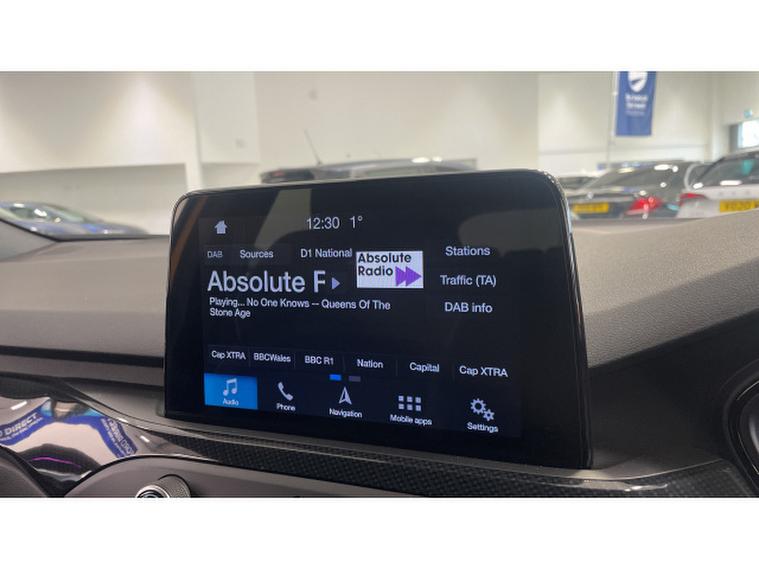 12:30 1°
DAB Sources D1 National
Absolute Radio
Stations
Absolute F
Traffic (TA)
Playing... No One Knows -- Queens Of The
Stone Age
DAB info
Cap XTRA BBCWales BBC R1 Nation Capital Cap XTRA
Audio Phone Navigation Mobile apps Settings
DIRECT